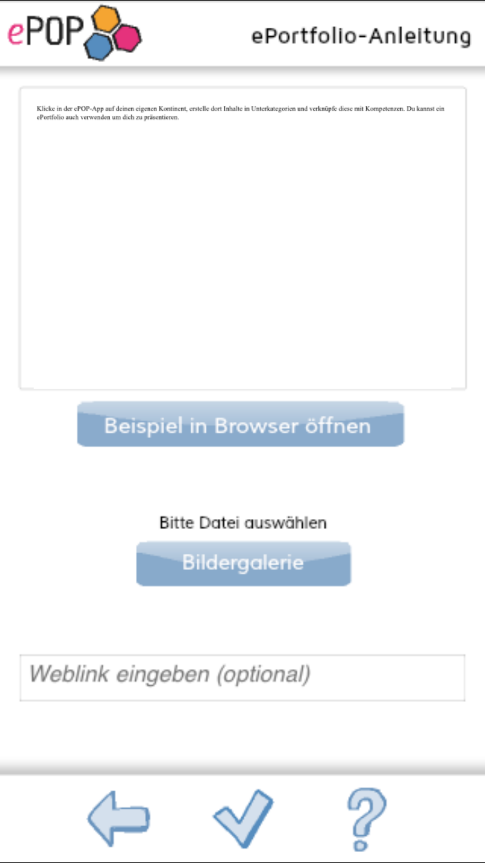 ePOP
ePortfolio-Anleitung
Klicke in der ePOP-App auf deinen eigenen Kontinent, erstelle dort Inhalte in Unterkategorien und verknüpfe diese mit Kompetenzen. Du kannst ein
ePortfolio auch verwenden um dich zu präsentieren.
Beispiel in Browser öffnen
Bitte Datei auswählen
Bildergalerie
Weblink eingeben (optional)
?